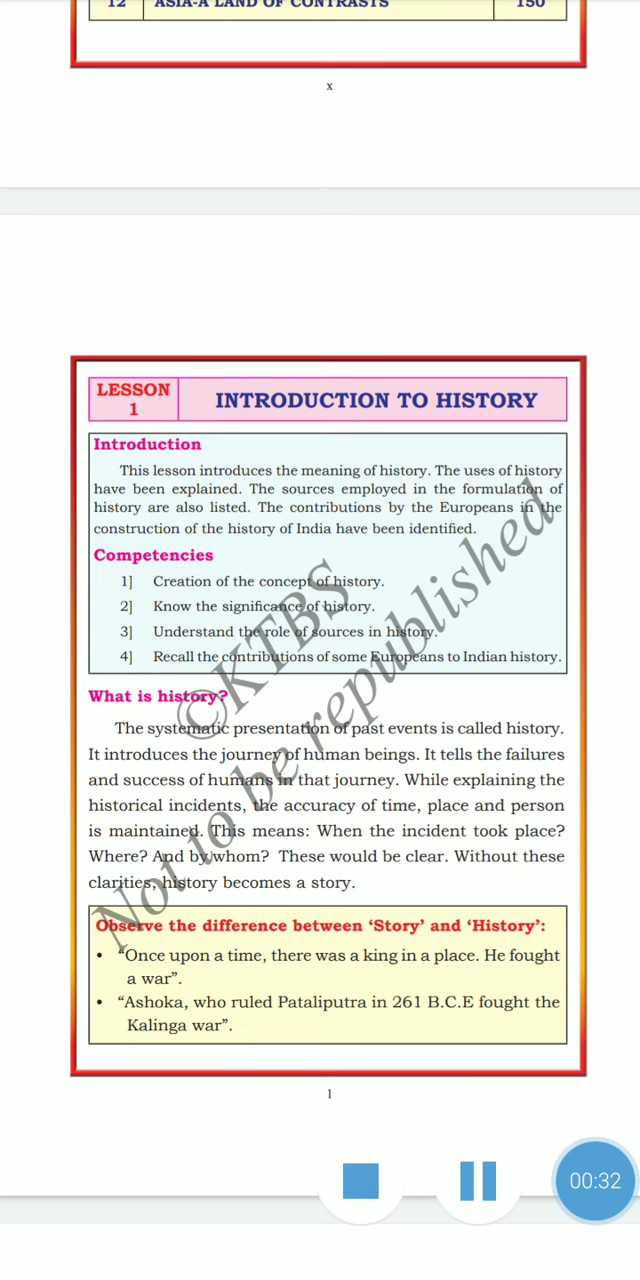 12 ASIA-A LAND OF CONTRASTS 150
x
LESSON 1 INTRODUCTION TO HISTORY
Introduction
This lesson introduces the meaning of history. The uses of history
have been explained. The sources employed in the formulation of
history are also listed. The contributions by the Europeans in the
construction of the history of India have been identified.
Competencies
1] Creation of the concept of history.
2] Know the significance of history.
3] Understand the role of sources in history.
4] Recall the contributions of some Europeans to Indian history.
What is history?
The systematic presentation of past events is called history.
It introduces the journey of human beings. It tells the failures
and success of humans in that journey. While explaining the
historical incidents, the accuracy of time, place and person
is maintained. This means: When the incident took place?
Where? And by whom? These would be clear. Without these
clarities, history becomes a story.
Observe the difference between ‘Story’ and ‘History’:
• “Once upon a time, there was a king in a place. He fought
a war”.
• “Ashoka, who ruled Pataliputra in 261 B.C.E fought the
Kalinga war”.
©KTBS
Not to be republished
1
00:32